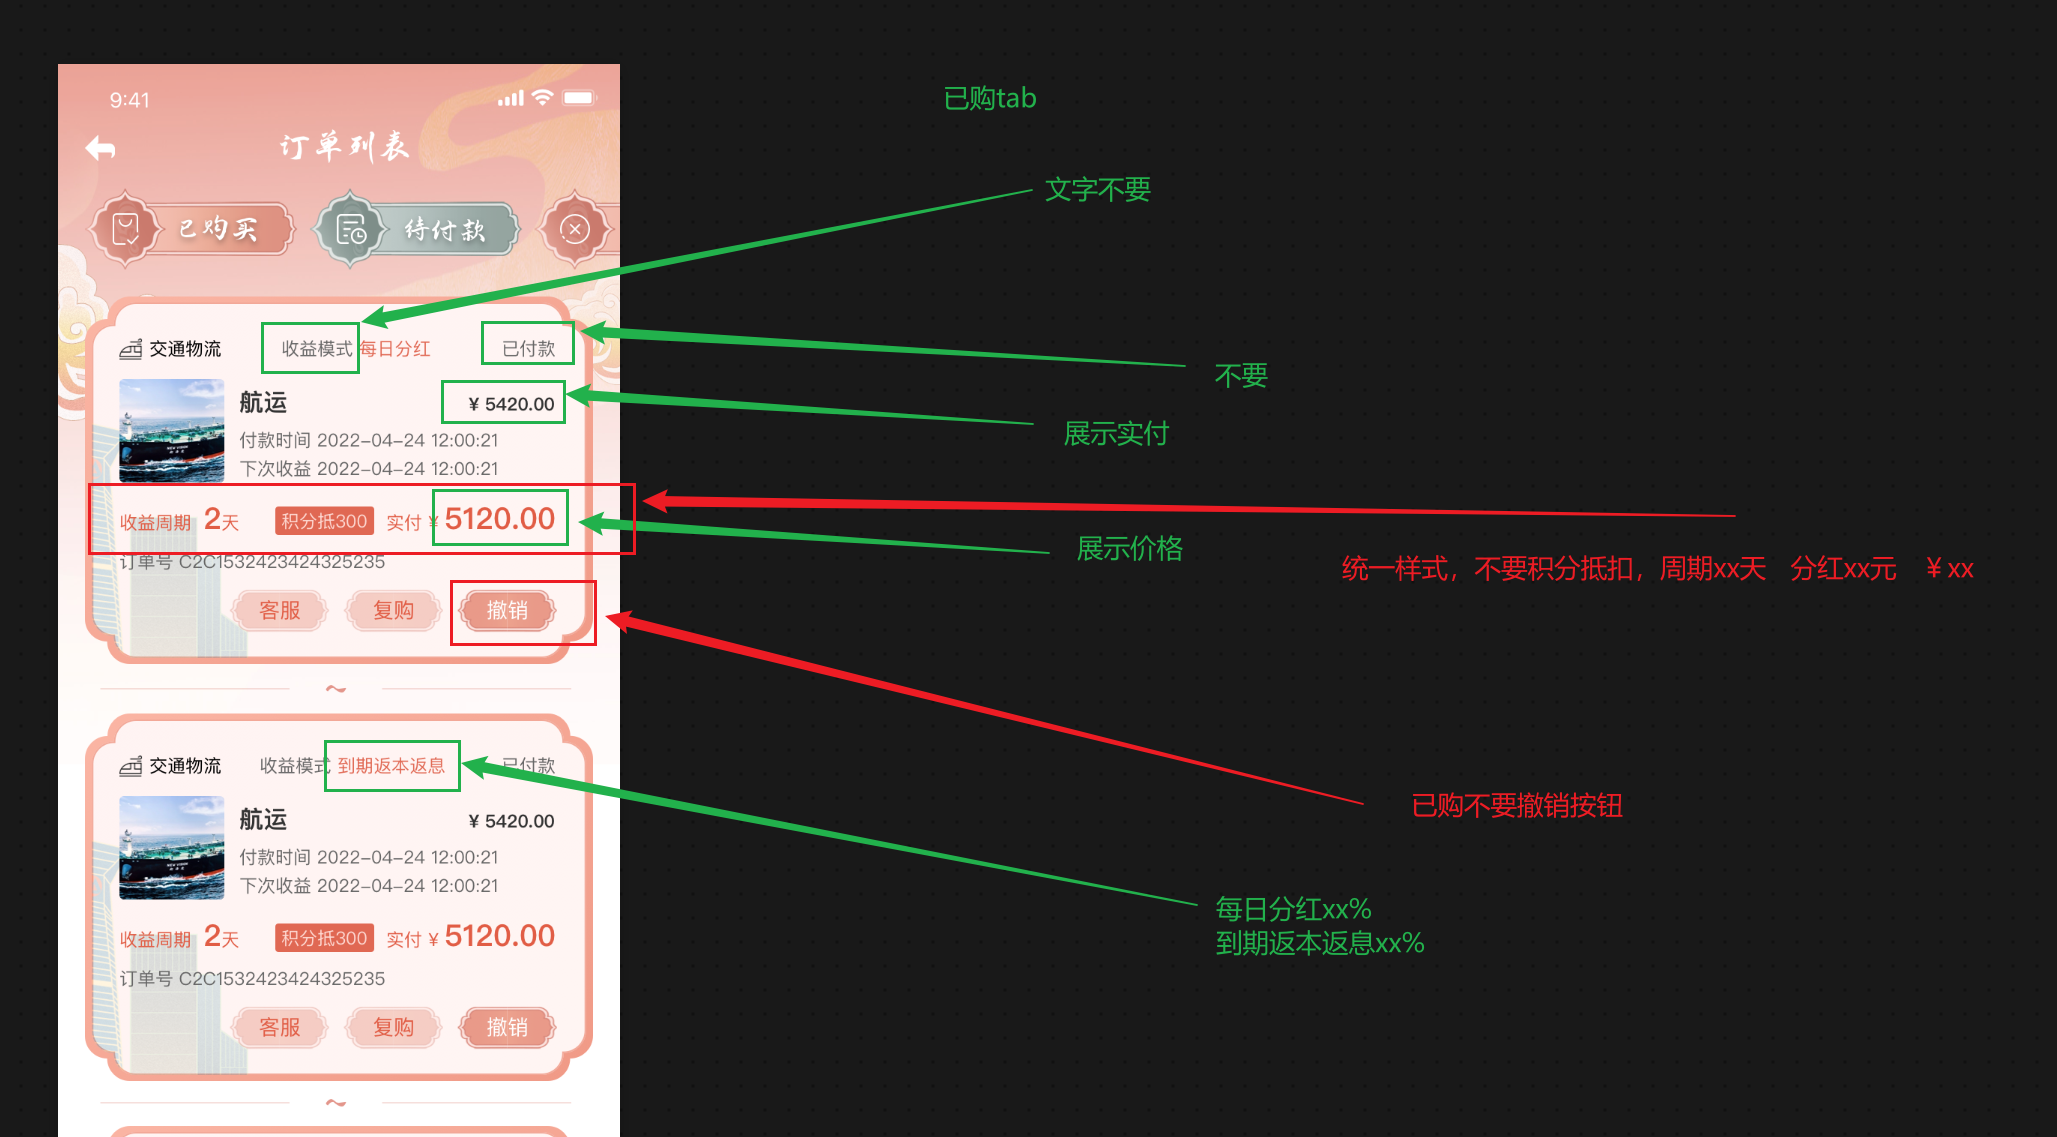 9:41
订单列表
已购买
待付款
交通物流 收益模式 每日分红 已付款
航运 ¥ 5420.00
付款时间 2022-04-24 12:00:21
下次收益 2022-04-24 12:00:21
收益周期 2天 积分抵300 实付 ¥ 5120.00
订单号 C2C1532423424325235
客服 复购 撤销
~
交通物流 收益模式 到期返本返息 已付款
航运 ¥ 5420.00
付款时间 2022-04-24 12:00:21
下次收益 2022-04-24 12:00:21
收益周期 2天 积分抵300 实付 ¥ 5120.00
订单号 C2C1532423424325235
客服 复购 撤销
~
已购tab
文字不要
不要
展示实付
展示价格
统一样式，不要积分抵扣，周期xx天 分红xx元 ¥ xx
已购不要撤销按钮
每日分红xx%
到期返本返息xx%